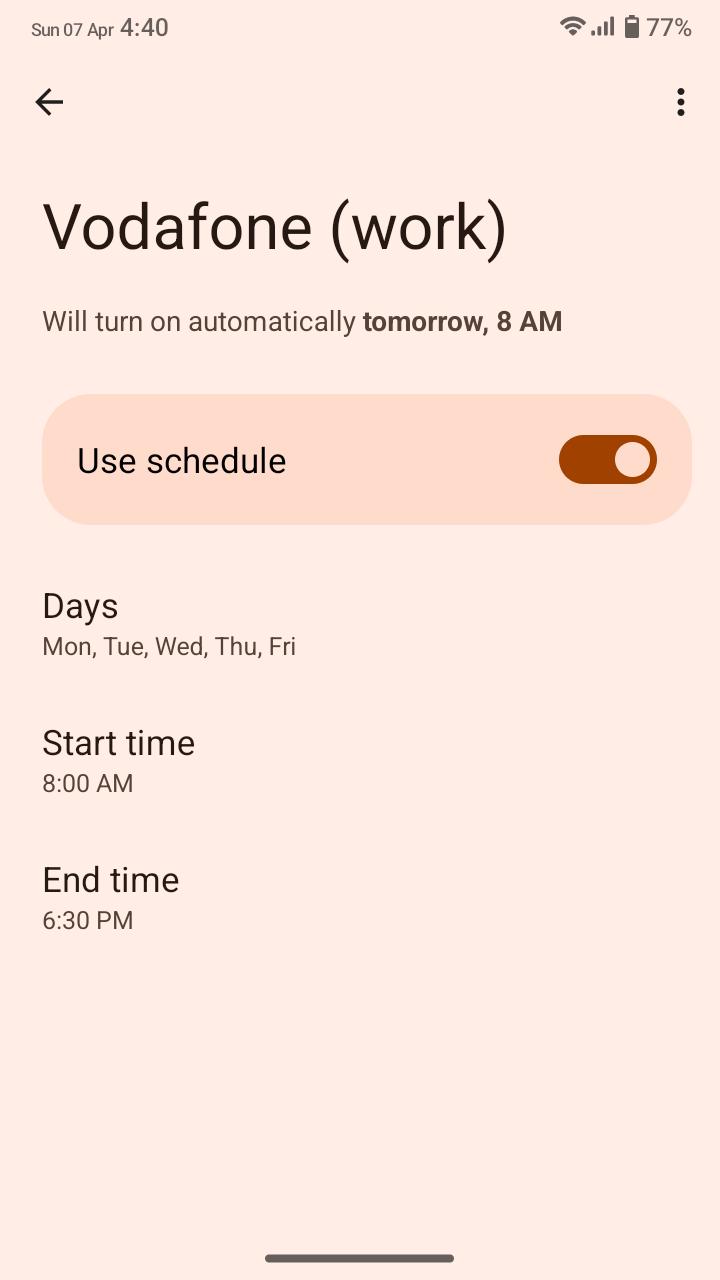 Sun 07 Apr 4:40 77%
Vodafone (work)
Will turn on automatically tomorrow, 8 AM
Use schedule
Days
Mon, Tue, Wed, Thu, Fri
Start time
8:00 AM
End time
6:30 PM